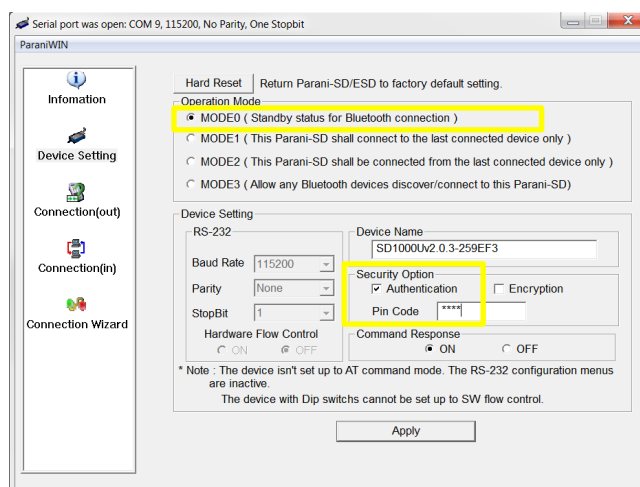 Serial port was open: COM 9, 115200, No Parity, One Stopbit
ParaniWIN
Infomation
Device Setting
Connection(out)
Connection(in)
Connection Wizard
Hard Reset Return Parani-SD/ESD to factory default setting.
Operation Mode
MODE0 ( Standby status for Bluetooth connection )
MODE1 ( This Parani-SD shall connect to the last connected device only )
MODE2 ( This Parani-SD shall be connected from the last connected device only )
MODE3 ( Allow any Bluetooth devices discover/connect to this Parani-SD)
Device Setting
RS-232
Baud Rate 115200
Parity None
StopBit 1
Hardware Flow Control
ON OFF
Device Name
SD1000Uv2.0.3-259EF3
Security Option
Authentication Encryption
Pin Code ****
Command Response
ON OFF
* Note : The device isn't set up to AT command mode. The RS-232 configuration menus
are inactive.
The device with Dip switchs cannot be set up to SW flow control.
Apply